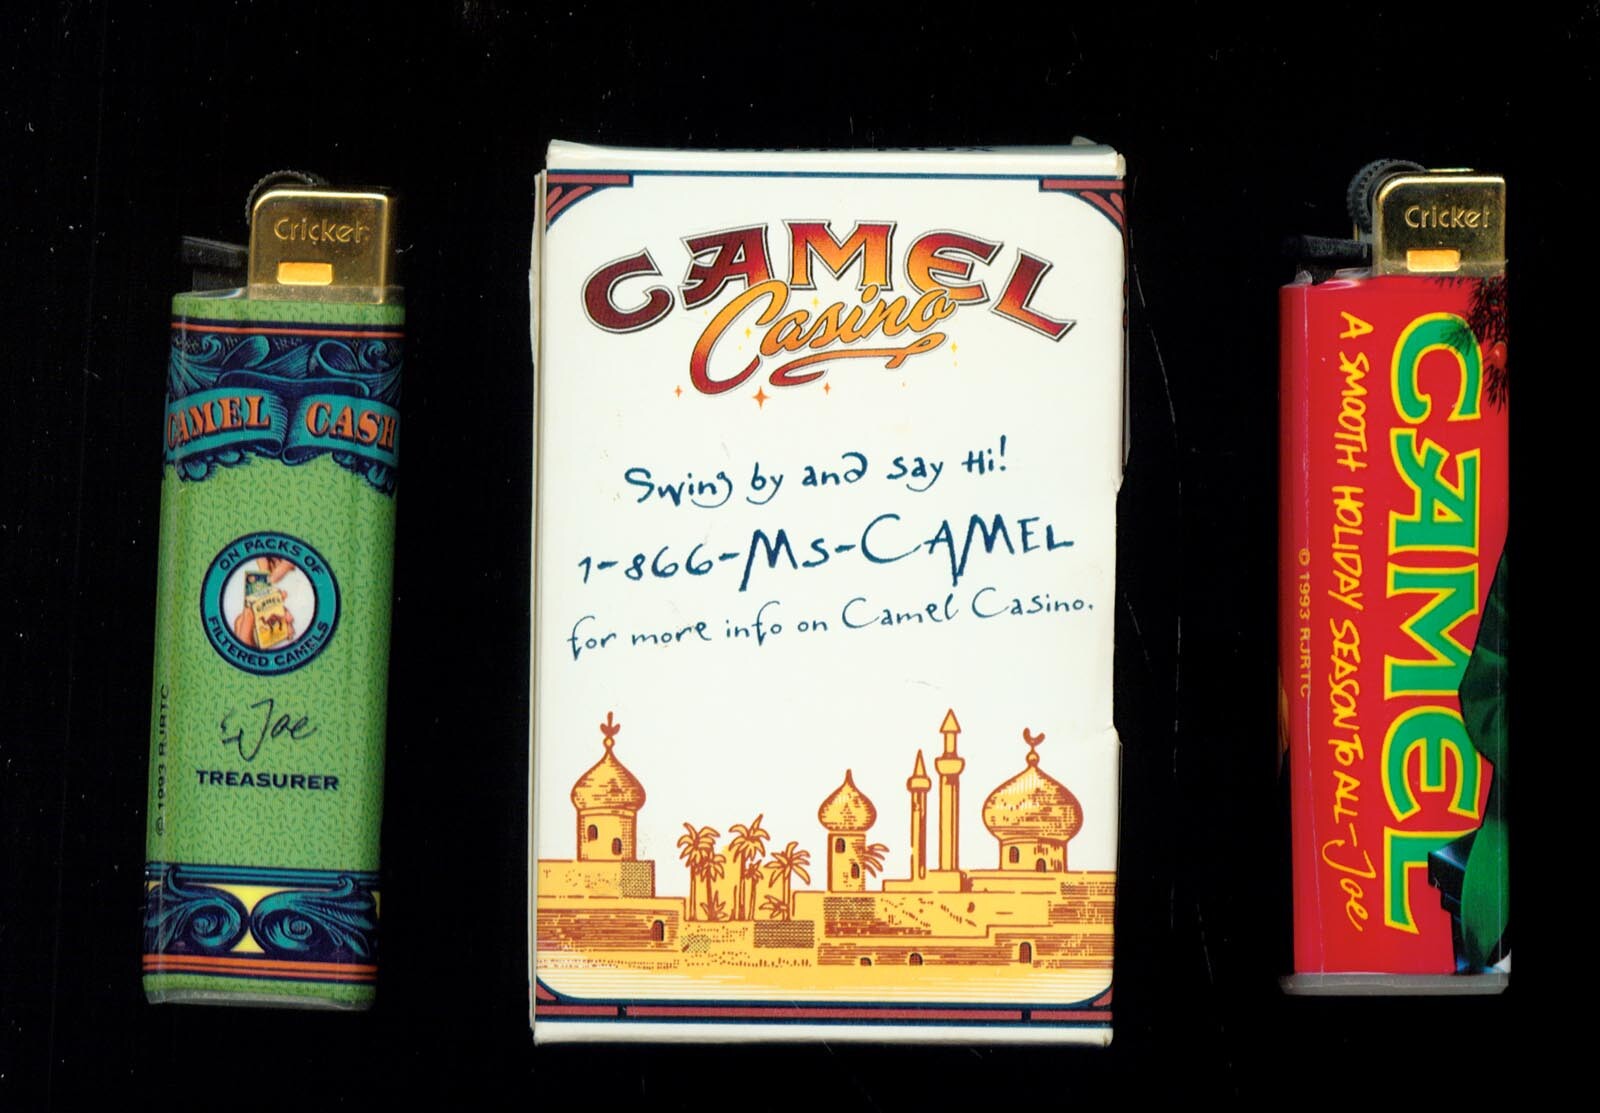 Cricket
CAMEL CASH
ON PACKS OF
CAMEL
FILTERED CAMELS
Joe
TREASURER
© 1993 RJRTC
CAMEL
Casino
Swing by and say Hi!
1-866-Ms-CAMEL
for more info on Camel Casino.
Cricket
CAMEL
A SMOOTH HOLIDAY SEASON TO ALL-Joe
© 1993 RJRTC